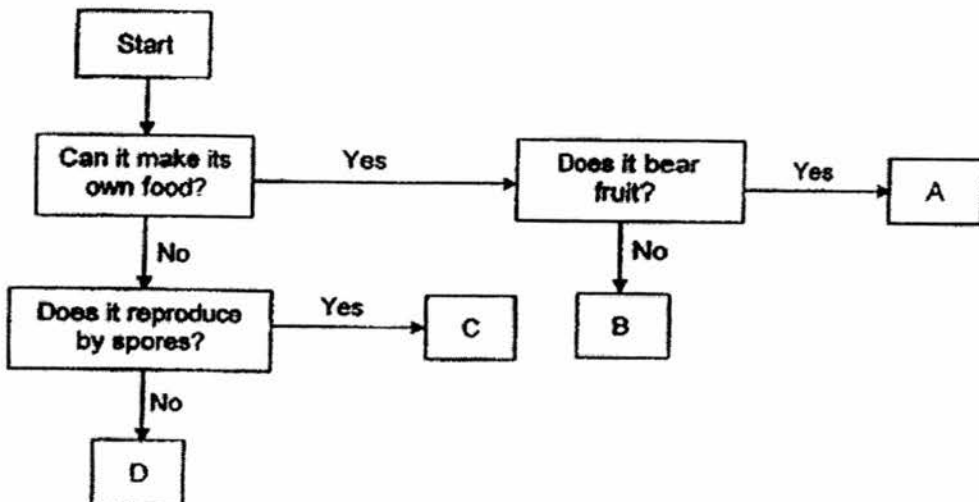 Start
Can it make its
own food?
Yes
Does it bear
fruit?
Yes
A
No
No
Does it reproduce
by spores?
Yes
C
B
No
D